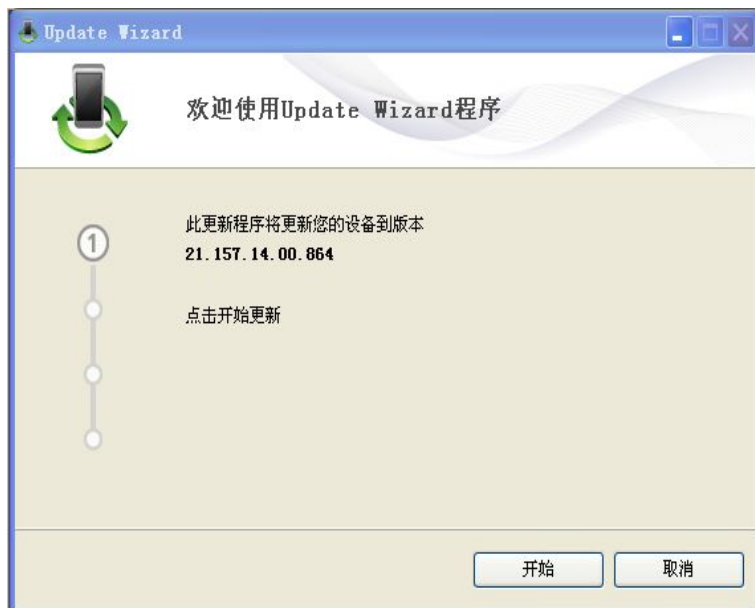 Update Wizard
欢迎使用Update Wizard程序
1
此更新程序将更新您的设备到版本
21.157.14.00.864
点击开始更新
开始
取消